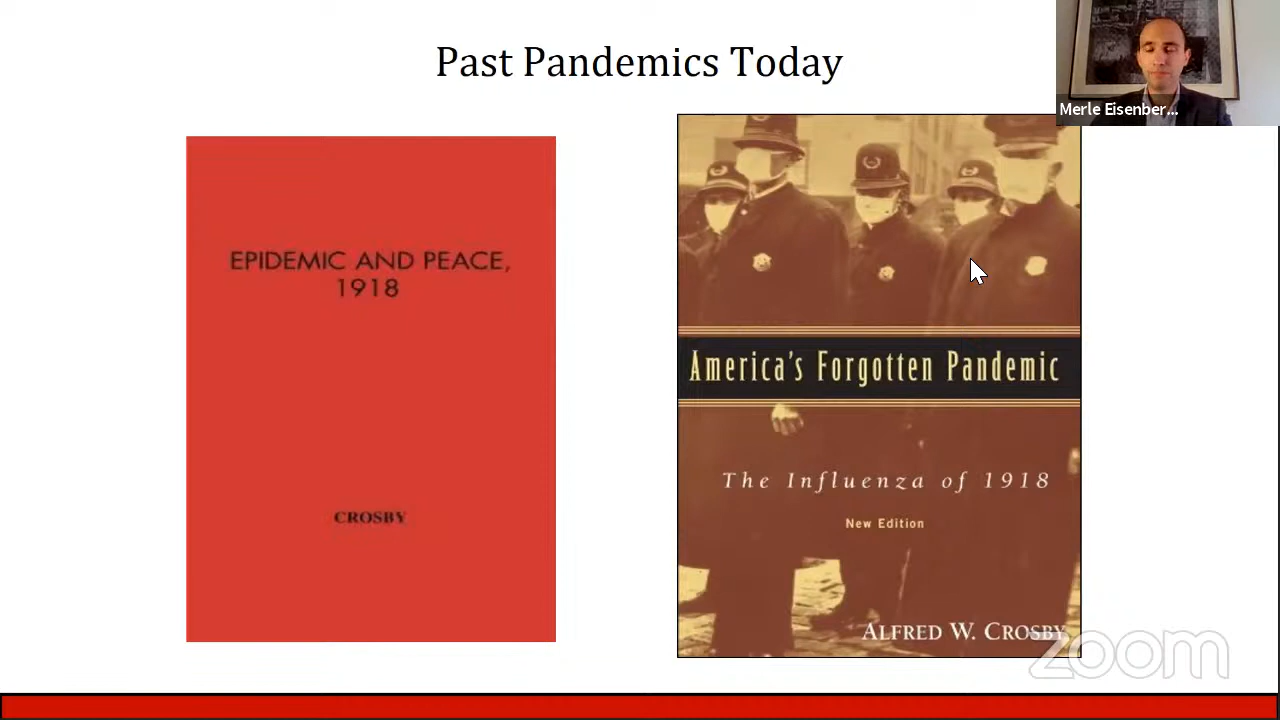 Past Pandemics Today
Merle Eisenber...
EPIDEMIC AND PEACE,
1918
CROSBY
America's Forgotten Pandemic
The Influenza of 1918
New Edition
ALFRED W. CROSBY
zoom